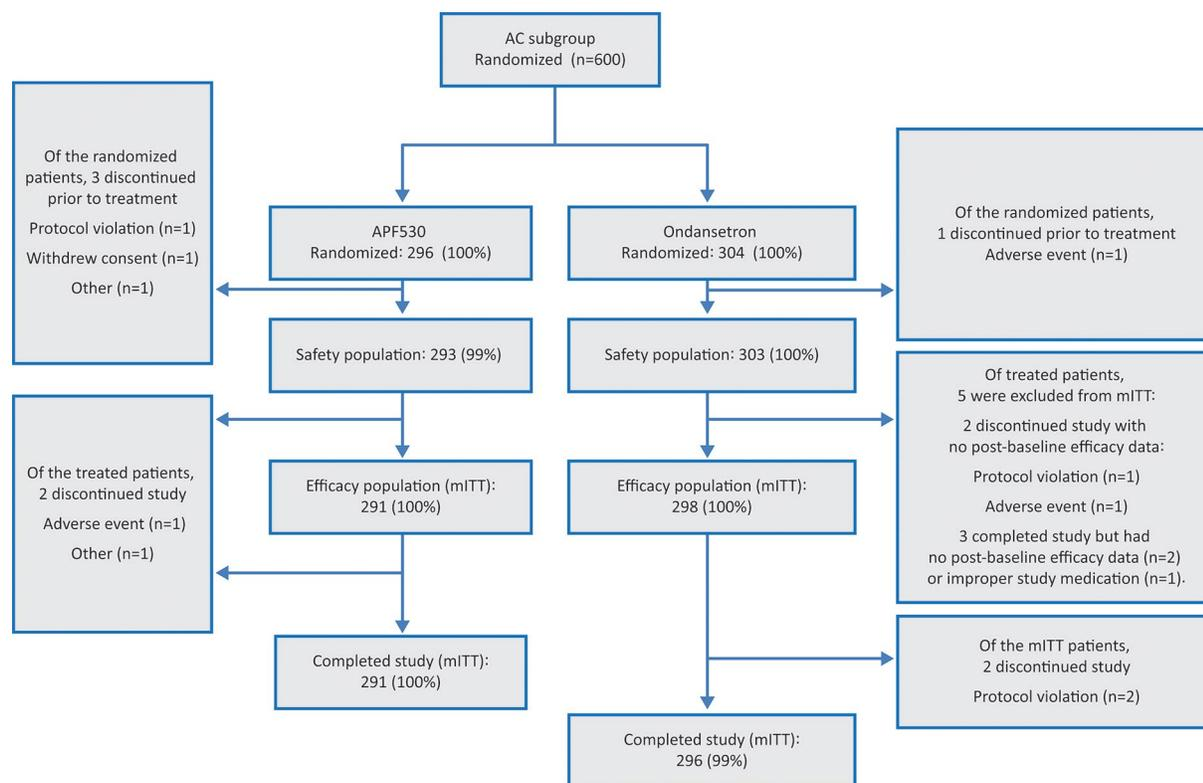 AC subgroup
Randomized (n=600)
Of the randomized
patients, 3 discontinued
prior to treatment
Protocol violation (n=1)
Withdrew consent (n=1)
Other (n=1)
APF530
Randomized: 296 (100%)
Ondansetron
Randomized: 304 (100%)
Of the randomized patients,
1 discontinued prior to treatment
Adverse event (n=1)
Safety population: 293 (99%)
Safety population: 303 (100%)
Of the treated patients,
2 discontinued study
Adverse event (n=1)
Other (n=1)
Efficacy population (mITT):
291 (100%)
Efficacy population (mITT):
298 (100%)
Of treated patients,
5 were excluded from mITT:
2 discontinued study with
no post-baseline efficacy data:
Protocol violation (n=1)
Adverse event (n=1)
3 completed study but had
no post-baseline efficacy data (n=2)
or improper study medication (n=1).
Completed study (mITT):
291 (100%)
Of the mITT patients,
2 discontinued study
Protocol violation (n=2)
Completed study (mITT):
296 (99%)